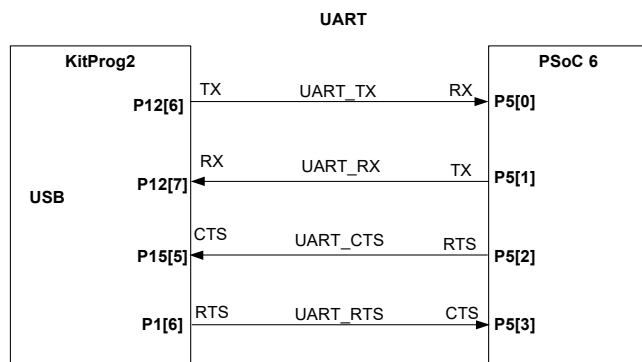 UART
KitProg2 PSoC 6
TX UART_TX RX
P12[6] P5[0]
RX UART_RX TX
P12[7] P5[1]
USB
CTS UART_CTS RTS
P15[5] P5[2]
RTS UART_RTS CTS
P1[6] P5[3]